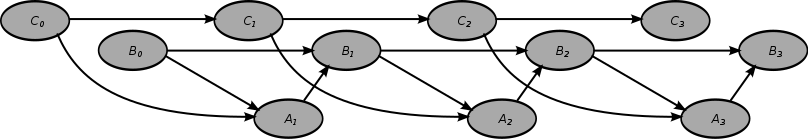 C₀ C₁ C₂ C₃
B₀ B₁ B₂ B₃
A₁ A₂ A₃